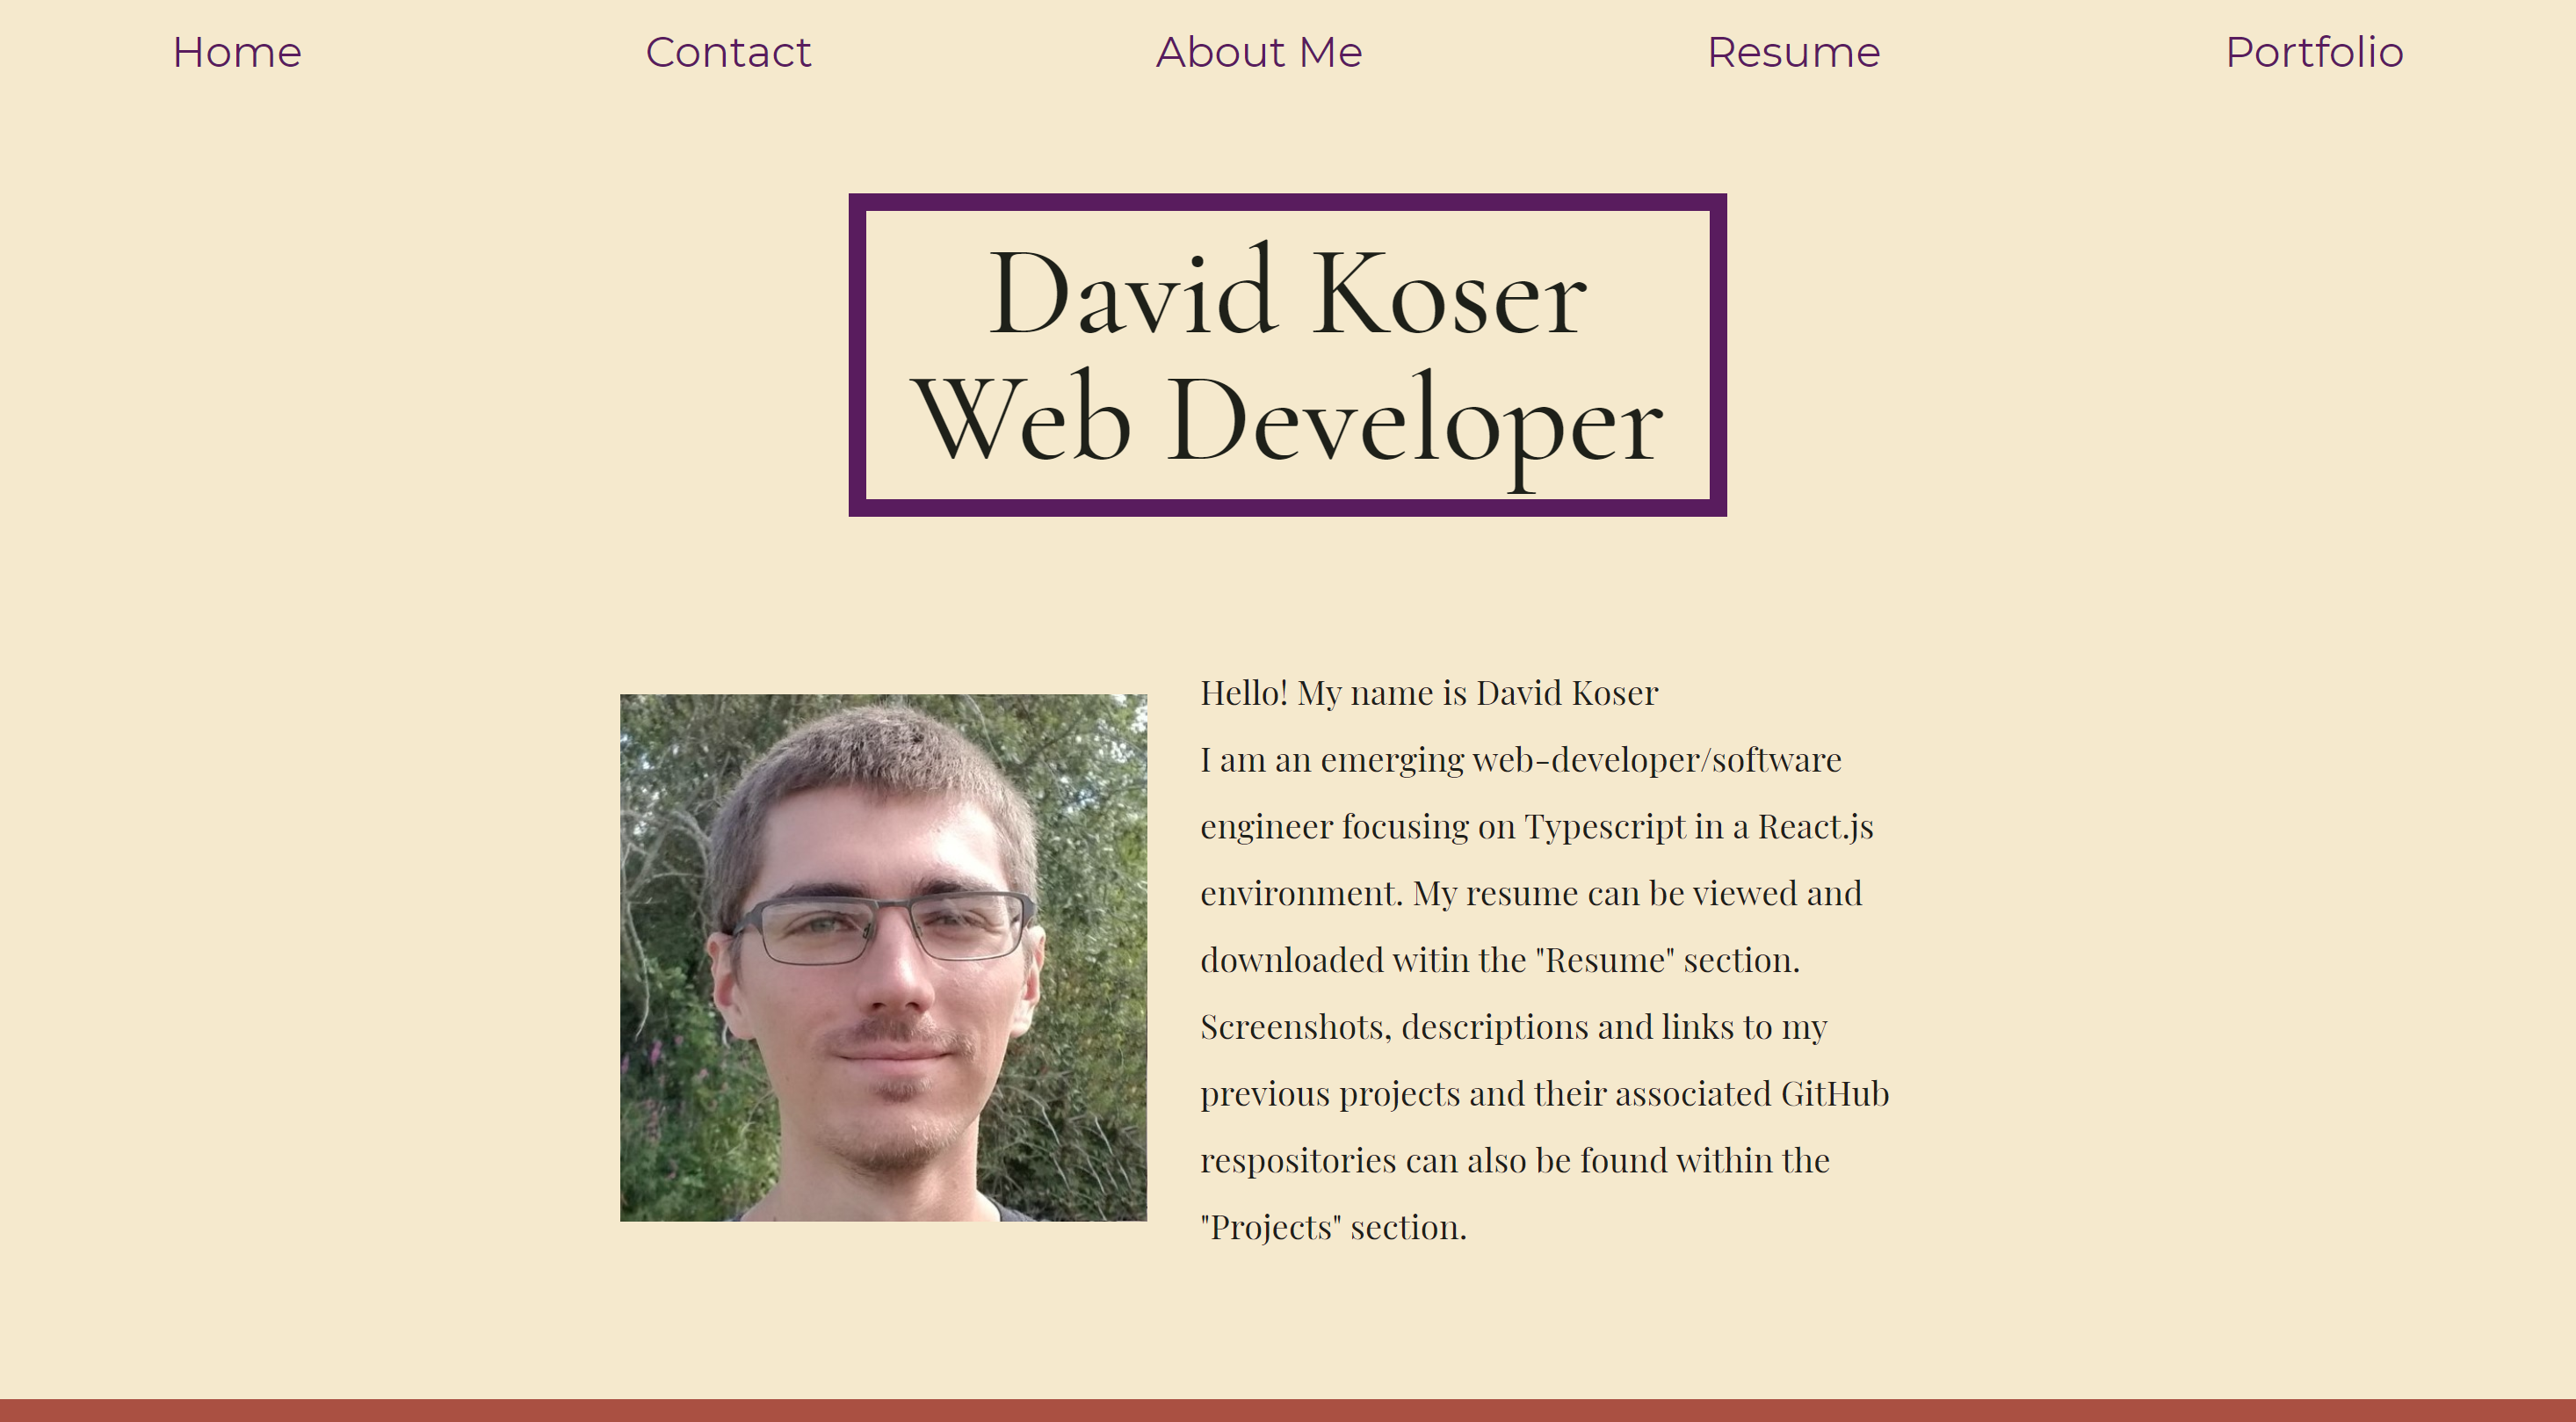 Home Contact About Me Resume Portfolio
David Koser
Web Developer
Hello! My name is David Koser
I am an emerging web-developer/software
engineer focusing on Typescript in a React.js
environment. My resume can be viewed and
downloaded witin the "Resume" section.
Screenshots, descriptions and links to my
previous projects and their associated GitHub
respositories can also be found within the
"Projects" section.